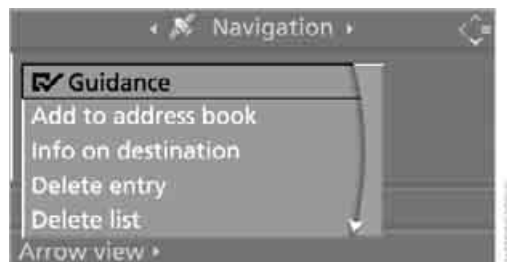 Navigation
Guidance
Add to address book
Info on destination
Delete entry
Delete list
Arrow view